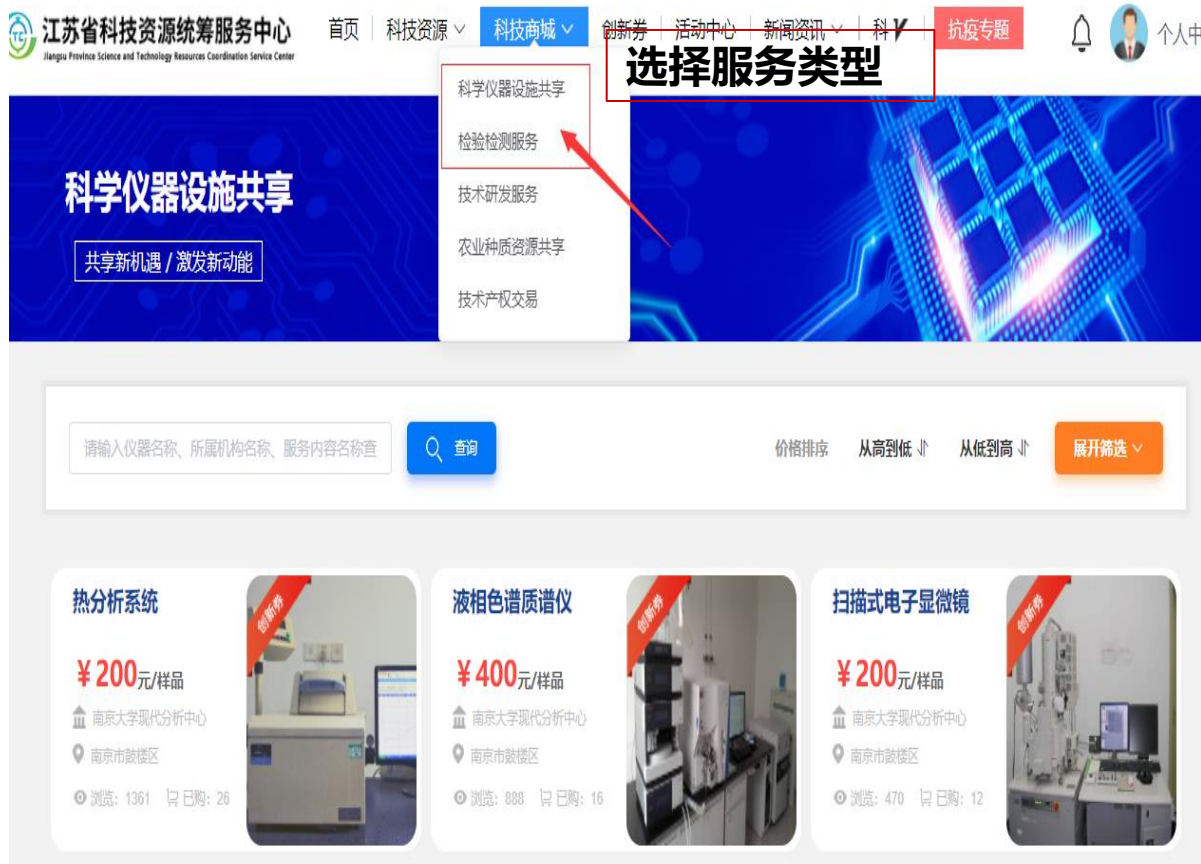 江苏省科技资源统筹服务中心
Jiangsu Province Science and Technology Resources Coordination Service Center
首页 科技资源 科技商城 创新券 活动中心 新闻资讯 科V 抗疫专题 个人中
选择服务类型
科学仪器设施共享
检验检测服务
技术研发服务
农业种质资源共享
技术产权交易
科学仪器设施共享
共享新机遇 / 激发新动能
请输入仪器名称、所属机构名称、服务内容名称查
查询
价格排序 从高到低 从低到高 展开筛选
热分析系统
创新券
¥200元/样品
南京大学现代分析中心
南京市鼓楼区
浏览：1361 已购：26
液相色谱质谱仪
创新券
¥400元/样品
南京大学现代分析中心
南京市鼓楼区
浏览：888 已购：16
扫描式电子显微镜
创新券
¥200元/样品
南京大学现代分析中心
南京市鼓楼区
浏览：470 已购：12